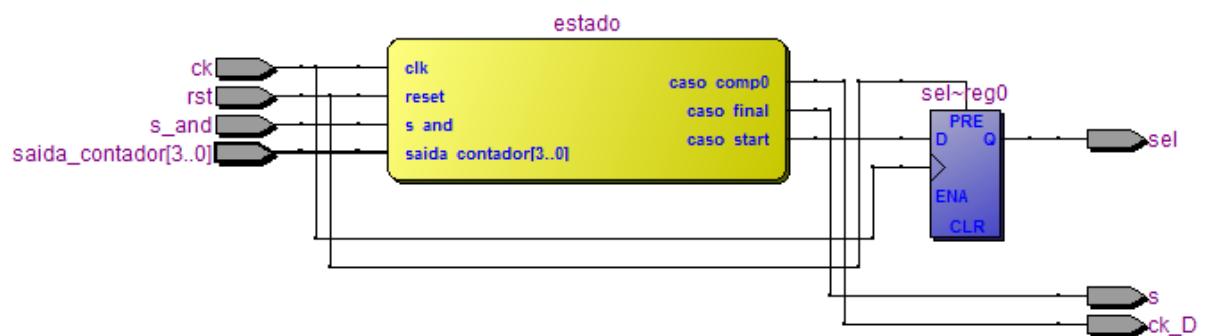 estado
ck
rst
s_and
saida_contador[3..0]
clk
reset
s and
saida contador[3..0]
caso comp0
caso final
caso start
sel~reg0
PRE
D
Q
ENA
CLR
sel
s
ck_D